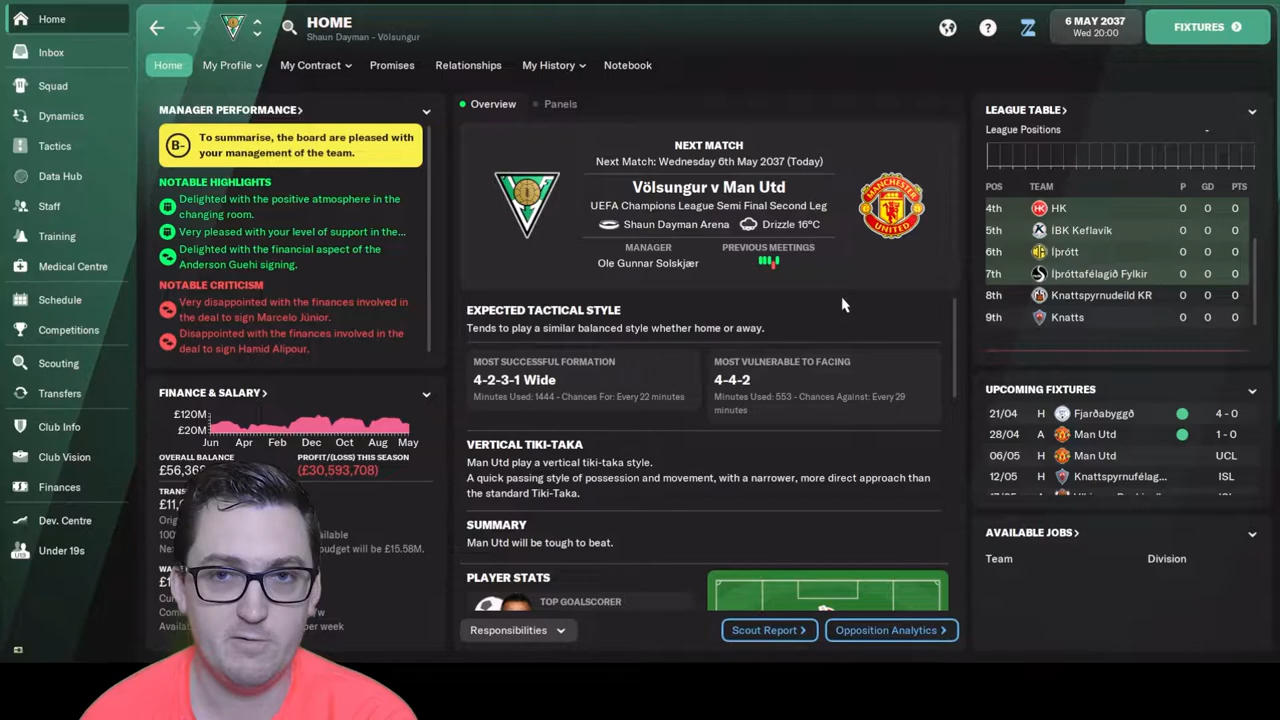 Home
Inbox
Squad
Dynamics
Tactics
Data Hub
Staff
Training
Medical Centre
Schedule
Competitions
Scouting
Transfers
Club Info
Club Vision
Finances
Dev. Centre
Under 19s
HOME
Shaun Dayman - Völsungur
6 MAY 2037
Wed 20:00
FIXTURES
Home
My Profile
My Contract
Promises
Relationships
My History
Notebook
MANAGER PERFORMANCE
B-
To summarise, the board are pleased with
your management of the team.
NOTABLE HIGHLIGHTS
Delighted with the positive atmosphere in the
changing room.
Very pleased with your level of support in the...
Delighted with the financial aspect of the
Anderson Guehi signing.
NOTABLE CRITICISM
Very disappointed with the finances involved in
the deal to sign Marcelo Júnior.
Disappointed with the finances involved in the
deal to sign Hamid Alipour.
FINANCE & SALARY
£120M
£20M
Jun Apr Feb Dec Oct Aug May
OVERALL BALANCE
PROFIT/(LOSS) THIS SEASON
£56,36
(£30,593,708)
budget will be £15.58M.
per week
Overview
Panels
NEXT MATCH
Next Match: Wednesday 6th May 2037 (Today)
Völsungur v Man Utd
UEFA Champions League Semi Final Second Leg
Shaun Dayman Arena
Drizzle 16°C
MANAGER
PREVIOUS MEETINGS
Ole Gunnar Solskjær
MANCHESTER
UNITED
EXPECTED TACTICAL STYLE
Tends to play a similar balanced style whether home or away.
MOST SUCCESSFUL FORMATION
4-2-3-1 Wide
Minutes Used: 1444 - Chances For: Every 22 minutes
MOST VULNERABLE TO FACING
4-4-2
Minutes Used: 553 - Chances Against: Every 29
minutes
VERTICAL TIKI-TAKA
Man Utd play a vertical tiki-taka style.
A quick passing style of possession and movement, with a narrower, more direct approach than
the standard Tiki-Taka.
SUMMARY
Man Utd will be tough to beat.
PLAYER STATS
TOP GOALSCORER
Responsibilities
Scout Report
Opposition Analytics
LEAGUE TABLE
League Positions
-
POS TEAM P GD PTS
4th HK 0 0 0
5th ÍBK Keflavík 0 0 0
6th Íþrótt 0 0 0
7th Íþróttafélagið Fylkir 0 0 0
8th Knattspyrnudeild KR 0 0 0
9th Knatts 0 0 0
UPCOMING FIXTURES
21/04 H Fjarðabyggð 4 - 0
28/04 A Man Utd 1 - 0
06/05 H Man Utd UCL
12/05 H Knattspyrnufélag... ISL
AVAILABLE JOBS
Team
Division